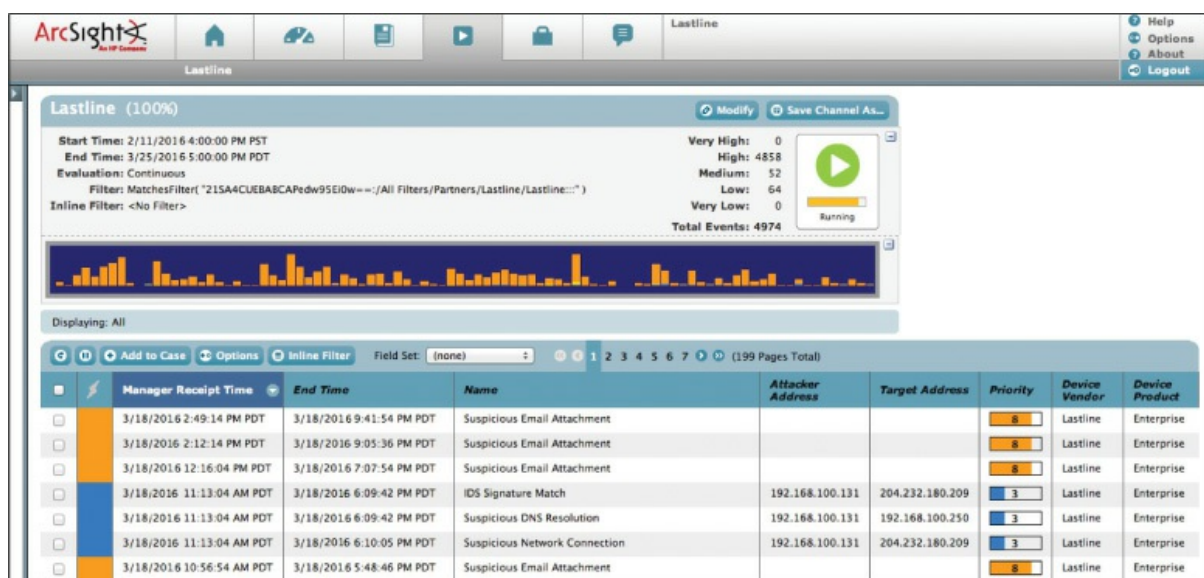 ArcSight
An HP Company
Lastline
Help
Options
About
Logout
Lastline
Lastline (100%)
Modify
Save Channel As...
Start Time: 2/11/2016 4:00:00 PM PST
End Time: 3/25/2016 5:00:00 PM PDT
Evaluation: Continuous
Filter: MatchesFilter( "21SA4CUEBABCAPedw95Ei0w==:/All Filters/Partners/Lastline/Lastline:::" )
Inline Filter: <No Filter>
Very High: 0
High: 4858
Medium: 52
Low: 64
Very Low: 0
Total Events: 4974
Running
Displaying: All
Add to Case Options Inline Filter Field Set: (none) 1 2 3 4 5 6 7 (199 Pages Total)
Manager Receipt Time End Time Name Attacker Address Target Address Priority Device Vendor Device Product
3/18/2016 2:49:14 PM PDT 3/18/2016 9:41:54 PM PDT Suspicious Email Attachment 8 Lastline Enterprise
3/18/2016 2:12:14 PM PDT 3/18/2016 9:05:36 PM PDT Suspicious Email Attachment 8 Lastline Enterprise
3/18/2016 12:16:04 PM PDT 3/18/2016 7:07:54 PM PDT Suspicious Email Attachment 8 Lastline Enterprise
3/18/2016 11:13:04 AM PDT 3/18/2016 6:09:42 PM PDT IDS Signature Match 192.168.100.131 204.232.180.209 3 Lastline Enterprise
3/18/2016 11:13:04 AM PDT 3/18/2016 6:09:42 PM PDT Suspicious DNS Resolution 192.168.100.131 192.168.100.250 3 Lastline Enterprise
3/18/2016 11:13:04 AM PDT 3/18/2016 6:10:05 PM PDT Suspicious Network Connection 192.168.100.131 204.232.180.209 3 Lastline Enterprise
3/18/2016 10:56:54 AM PDT 3/18/2016 5:48:46 PM PDT Suspicious Email Attachment 8 Lastline Enterprise